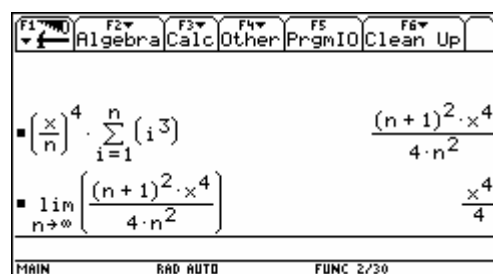 F1 F2 F3 F4 F5 F6
Algebra Calc Other PrgmIO Clean Up
(x/n)^4 · ∑_{i=1}^{n} (i^3) ((n + 1)^2 · x^4)/(4 · n^2)
lim_{n→∞} (((n + 1)^2 · x^4)/(4 · n^2)) x^4/4
MAIN RAD AUTO FUNC 2/30